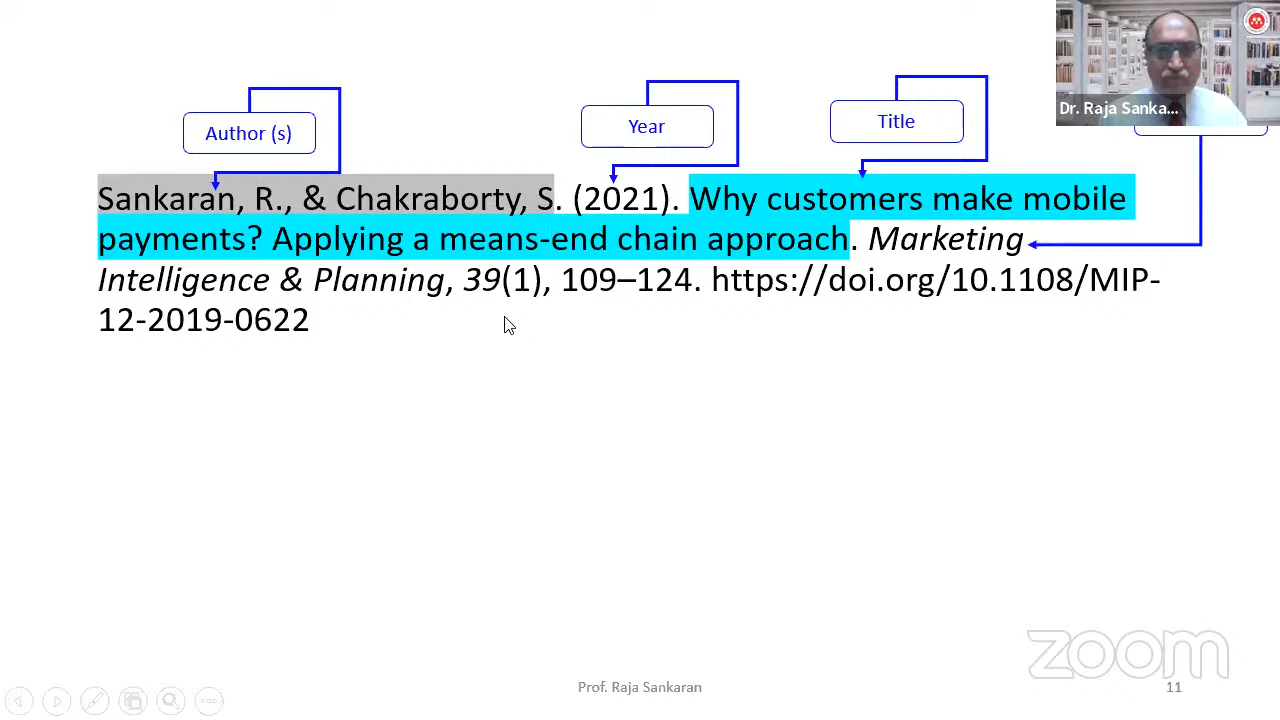 Dr. Raja Sanka...
Author (s)
Year
Title
Sankaran, R., & Chakraborty, S. (2021). Why customers make mobile
payments? Applying a means-end chain approach. Marketing
Intelligence & Planning, 39(1), 109–124. https://doi.org/10.1108/MIP-
12-2019-0622
zoom
Prof. Raja Sankaran
11